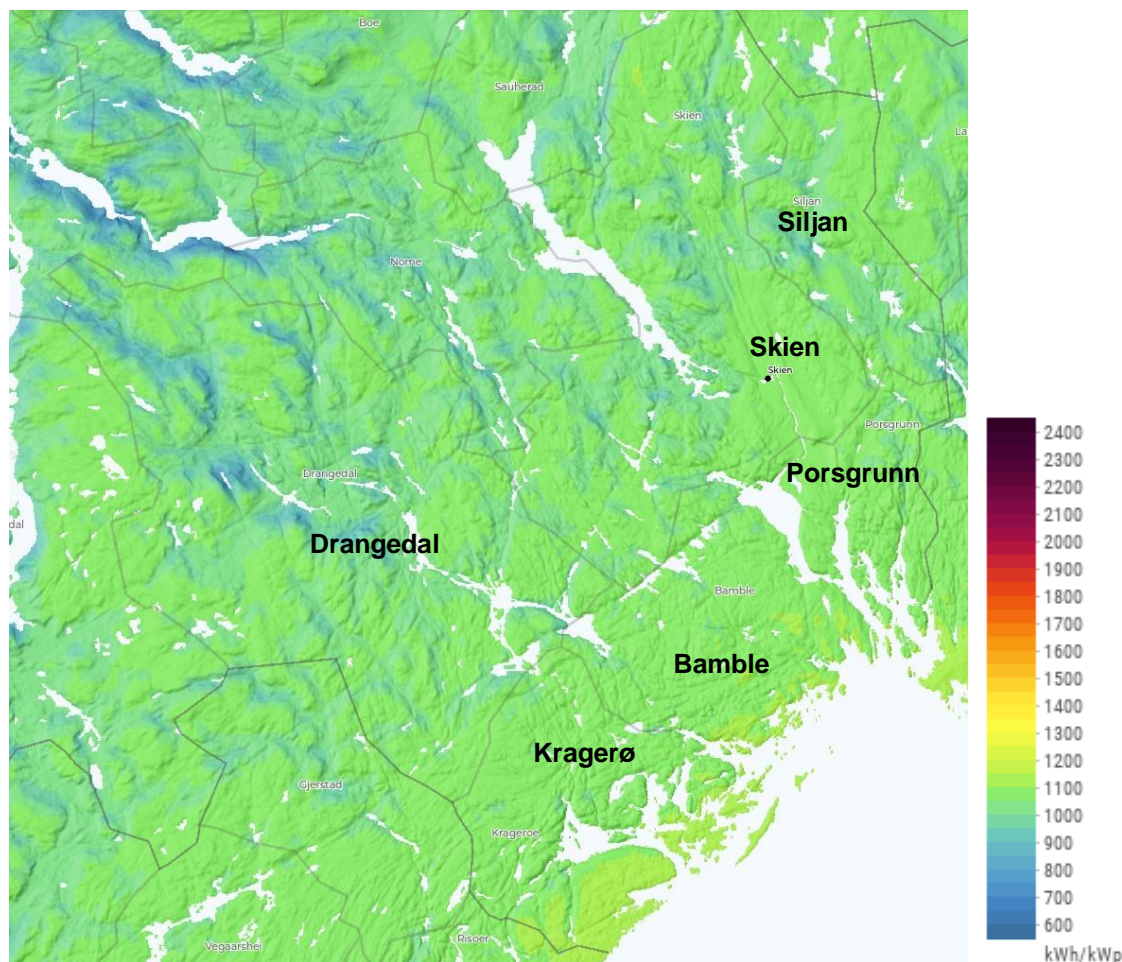 Boe
Sauherad
Skien
La
Siljan
Siljan
Nome
Skien
Skien
Porsgrunn
Drangedal
Porsgrunn
dal
Drangedal
Bamble
Bamble
Kragerø
Gjerstad
Krageroe
Risoer
Vegaarshei
2400
2300
2200
2100
2000
1900
1800
1700
1600
1500
1400
1300
1200
1100
1000
900
800
700
600
kWh/kWp